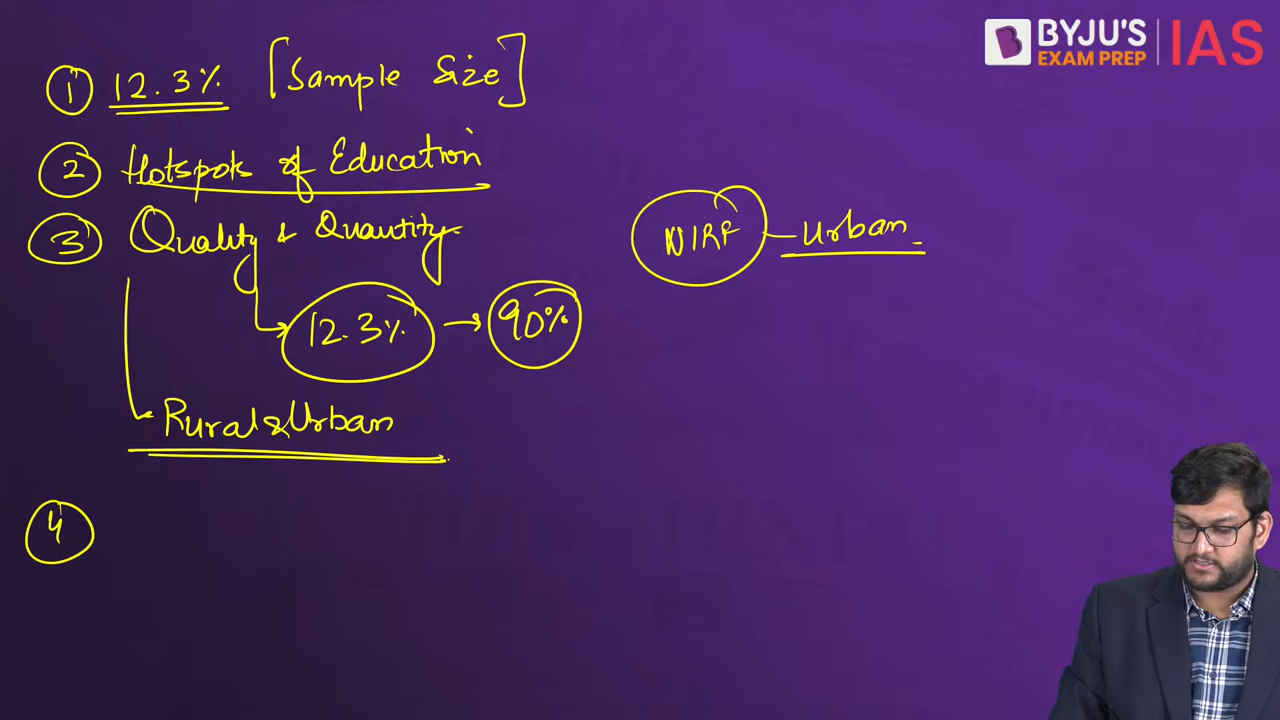 BYJU'S
EXAM PREP
IAS
1 12.3% [Sample Size]
2 Hotspots of Education
3 Quality & Quantity
NIRF - Urban
12.3% → 90%
Rural & Urban
4